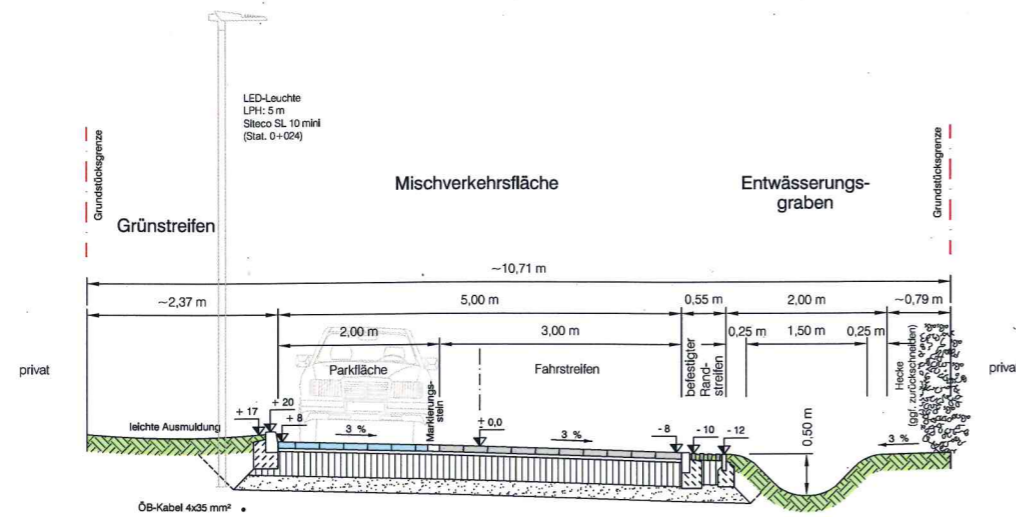 LED-Leuchte
LPH: 5 m
Siteco SL 10 mini
(Stat. 0+024)
Grundstücksgrenze
Grundstücksgrenze
Mischverkehrsfläche
Entwässerungs-
graben
Grünstreifen
~10,71 m
~2,37 m
5,00 m
0,55 m
2,00 m
~0,79 m
2,00 m
3,00 m
0,25 m
1,50 m
0,25 m
privat
Parkfläche
Markierungs-
stein
Fahrstreifen
befestigter
Rand-
streifen
Hecke
(ggf. zurückschneiden)
priva
+ 17
+ 20
+ 8
leichte Ausmuldung
3 %
± 0,0
3 %
- 8
- 10
- 12
0,50 m
3 %
ÖB-Kabel 4x35 mm²